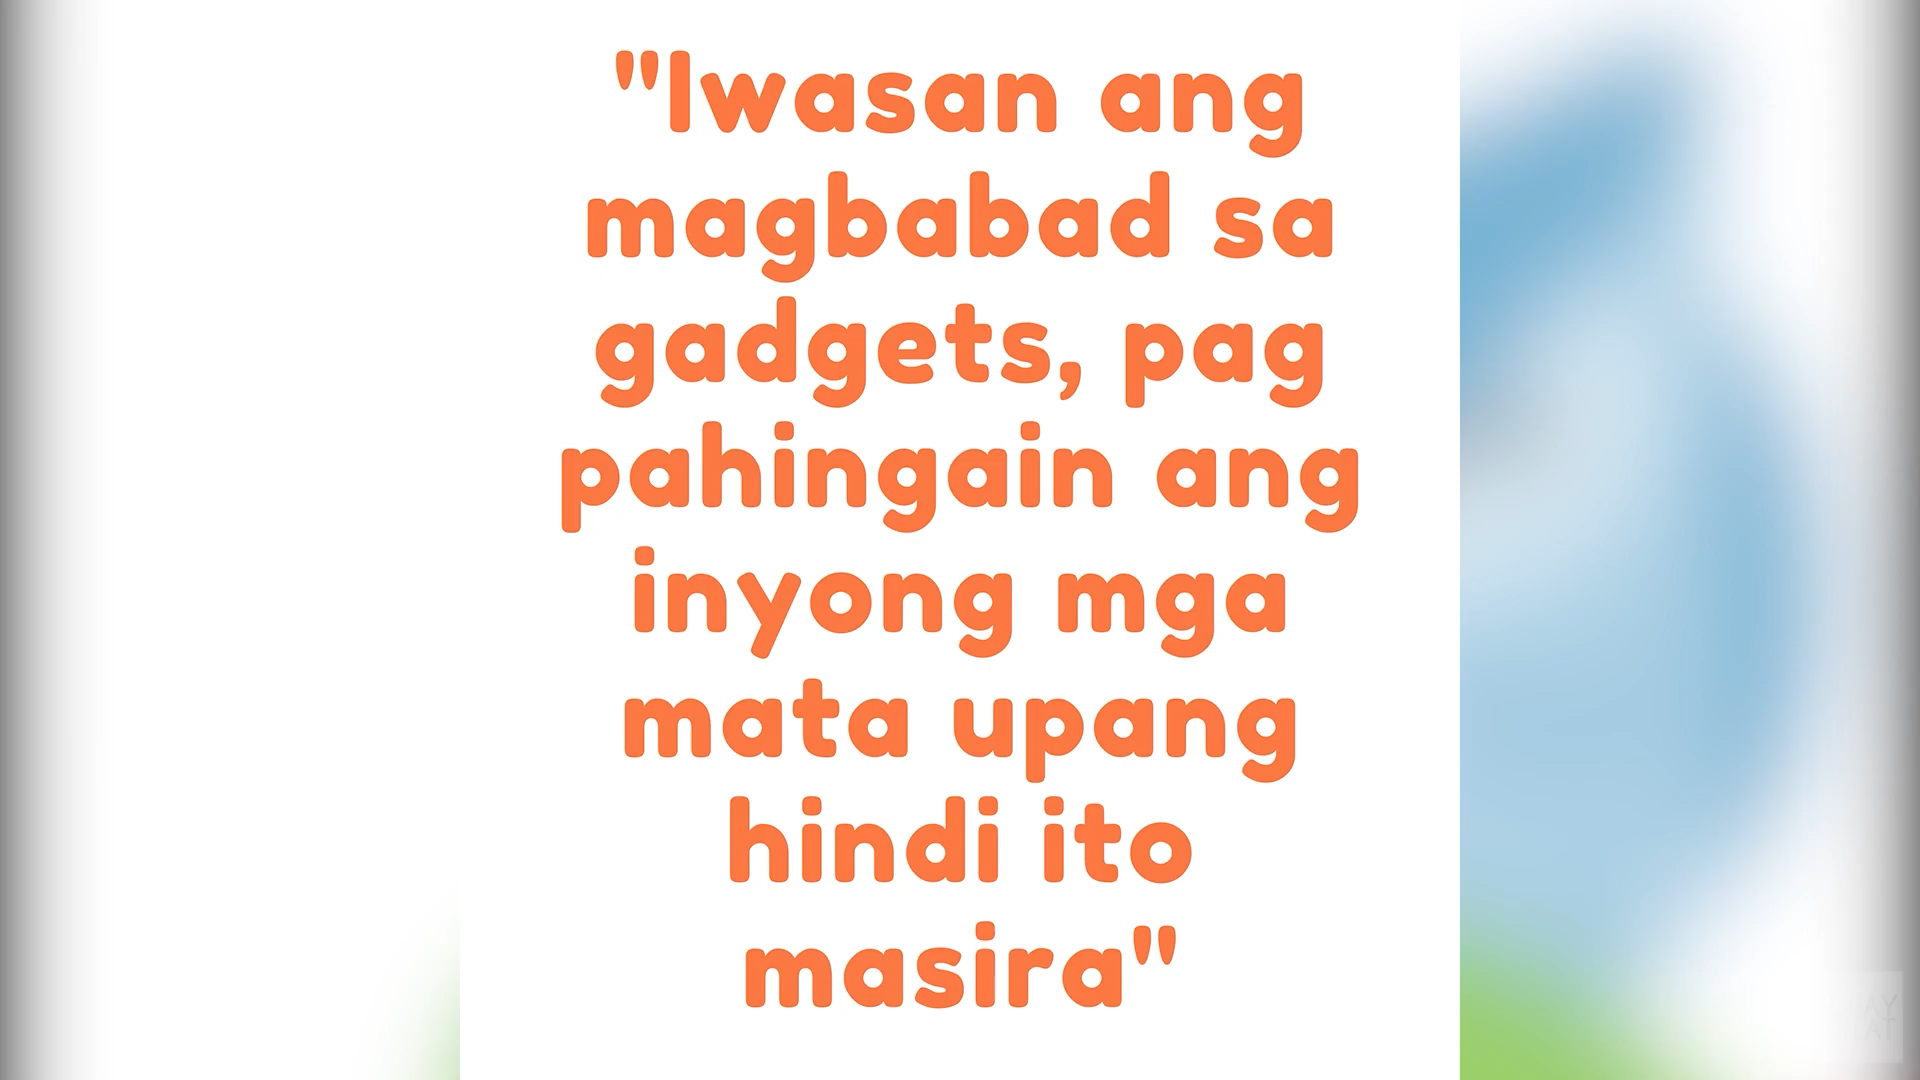 "Iwasan ang
magbabad sa
gadgets, pag
pahingain ang
inyong mga
mata upang
hindi ito
masira"